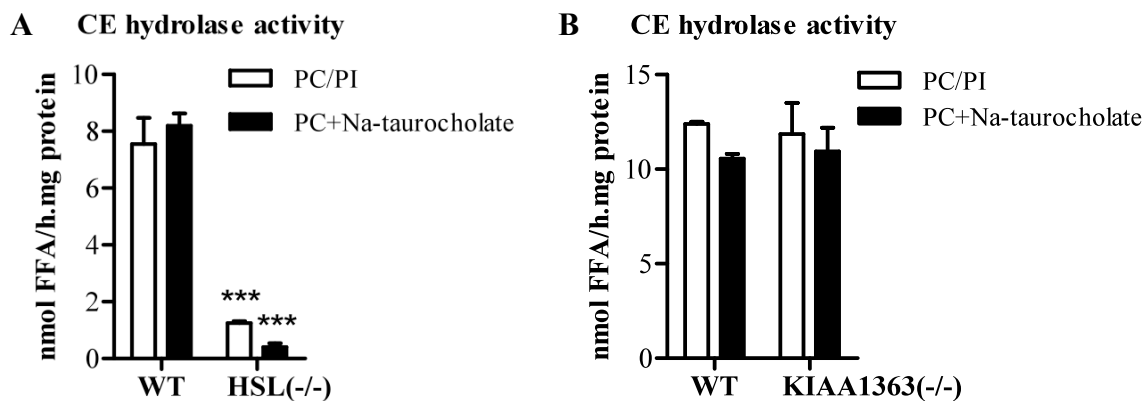 A CE hydrolase activity
nmol FFA/h.mg protein
10
8
6
4
2
0
PC/PI
PC+Na-taurocholate
***
***
WT HSL(-/-)
B CE hydrolase activity
nmol FFA/h.mg protein
15
10
5
0
PC/PI
PC+Na-taurocholate
WT KIAA1363(-/-)